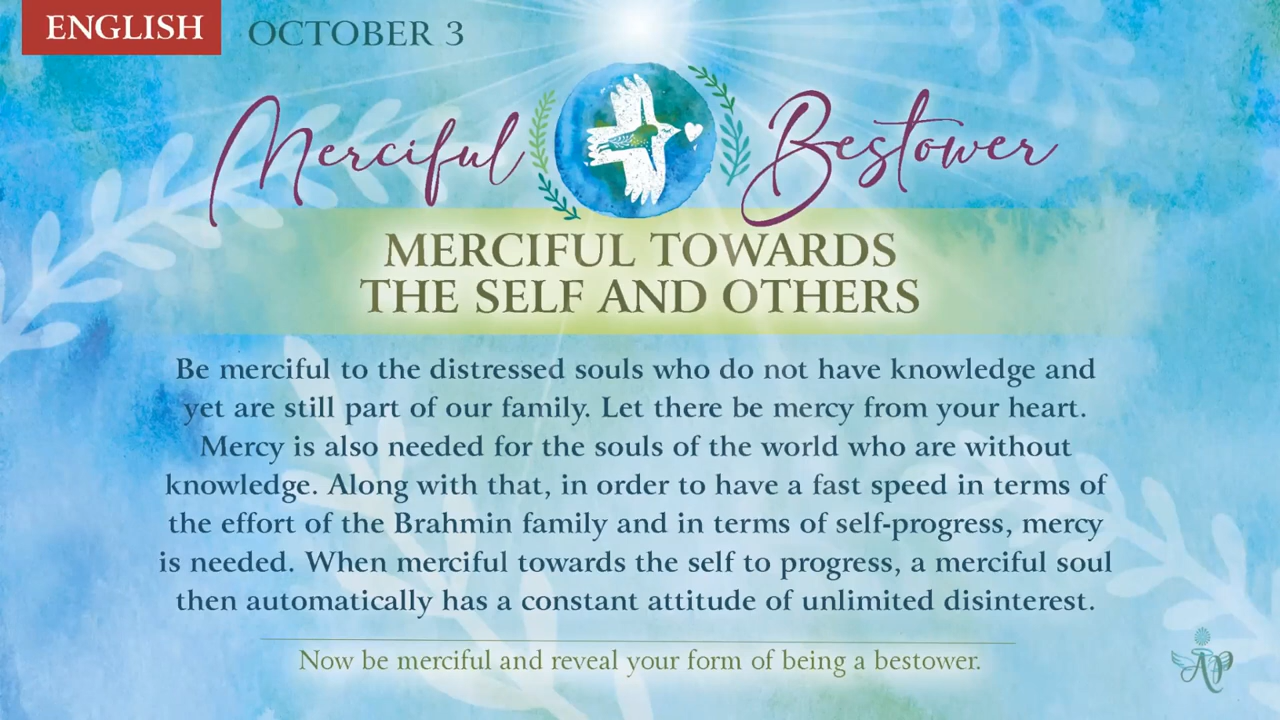 ENGLISH
OCTOBER 3
Merciful Bestower
MERCIFUL TOWARDS
THE SELF AND OTHERS
Be merciful to the distressed souls who do not have knowledge and
yet are still part of our family. Let there be mercy from your heart.
Mercy is also needed for the souls of the world who are without
knowledge. Along with that, in order to have a fast speed in terms of
the effort of the Brahmin family and in terms of self-progress, mercy
is needed. When merciful towards the self to progress, a merciful soul
then automatically has a constant attitude of unlimited disinterest.
Now be merciful and reveal your form of being a bestower.